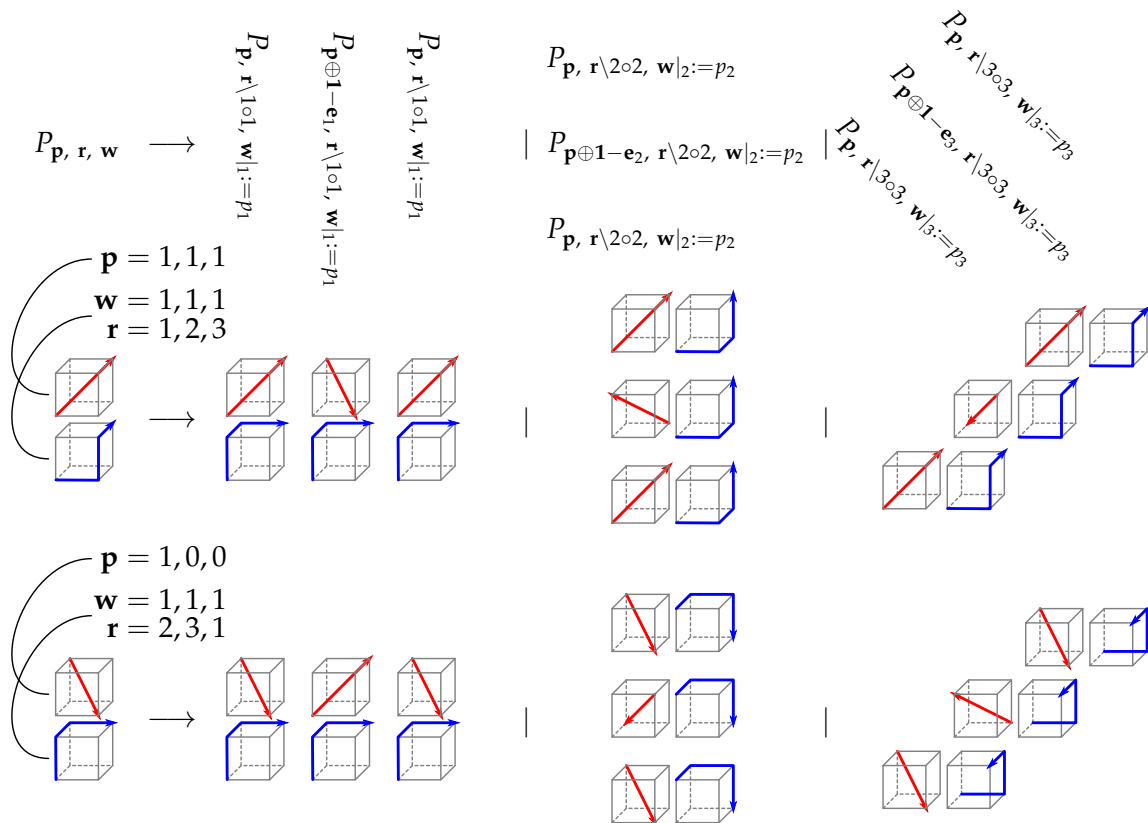 P_{p, r, w} ⟶
P_{p, r\1∘1, w|_1:=p_1}
P_{p⊕1−e_1, r\1∘1, w|_1:=p_1}
P_{p, r\1∘1, w|_1:=p_1}
|
P_{p, r\2∘2, w|_2:=p_2}
P_{p⊕1−e_2, r\2∘2, w|_2:=p_2}
P_{p, r\2∘2, w|_2:=p_2}
|
P_{p, r\3∘3, w|_3:=p_3}
P_{p⊕1−e_3, r\3∘3, w|_3:=p_3}
P_{p, r\3∘3, w|_3:=p_3}
p = 1, 1, 1
w = 1, 1, 1
r = 1, 2, 3
⟶ | |
p = 1, 0, 0
w = 1, 1, 1
r = 2, 3, 1
⟶ | |